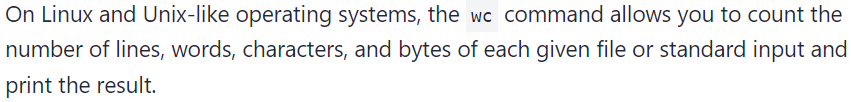 On Linux and Unix-like operating systems, the wc command allows you to count the
number of lines, words, characters, and bytes of each given file or standard input and
print the result.